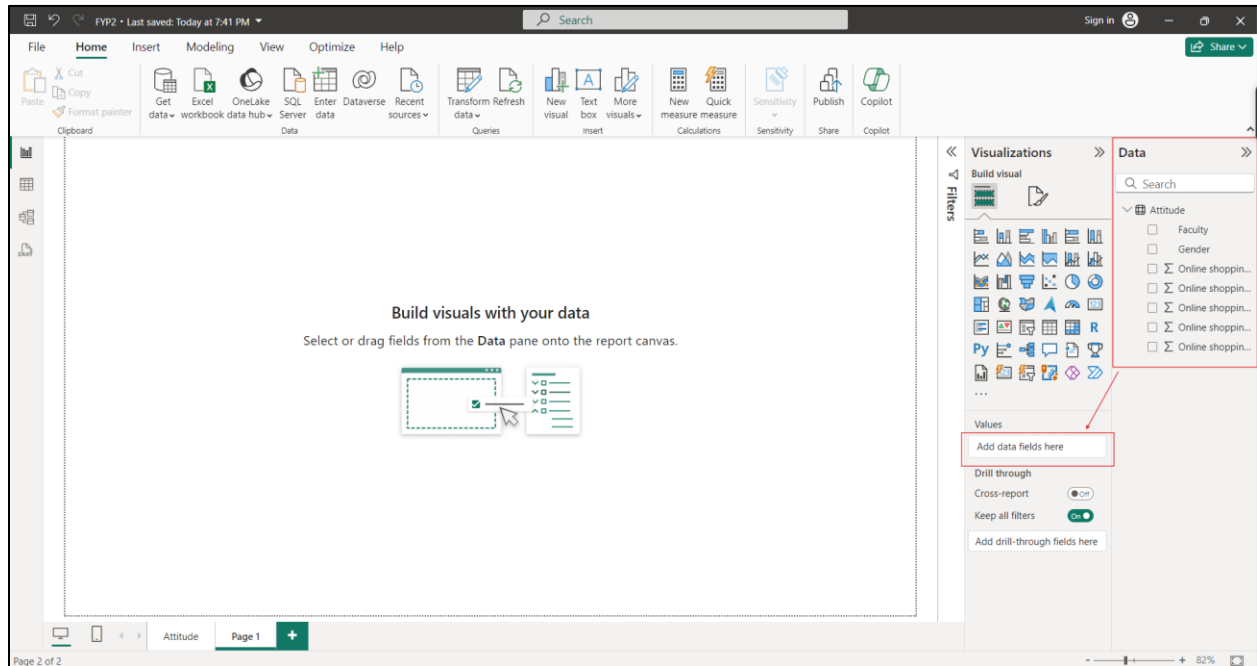 FYP2 • Last saved: Today at 7:41 PM
Search
Sign in
File Home Insert Modeling View Optimize Help
Share
Paste
Cut
Copy
Format painter
Get data
Excel workbook
OneLake data hub
SQL Server
Enter data
Dataverse
Recent sources
Transform data
Refresh
New visual
Text box
More visuals
New measure
Quick measure
Sensitivity
Publish
Copilot
Clipboard
Data
Queries
Insert
Calculations
Sensitivity
Share
Copilot
Build visuals with your data
Select or drag fields from the Data pane onto the report canvas.
Filters
Visualizations
Build visual
R
Py
...
Values
Add data fields here
Drill through
Cross-report
Off
Keep all filters
On
Add drill-through fields here
Data
Search
Attitude
Faculty
Gender
Σ Online shoppin...
Σ Online shoppin...
Σ Online shoppin...
Σ Online shoppin...
Σ Online shoppin...
Attitude
Page 1
+
Page 2 of 2
- + 82%